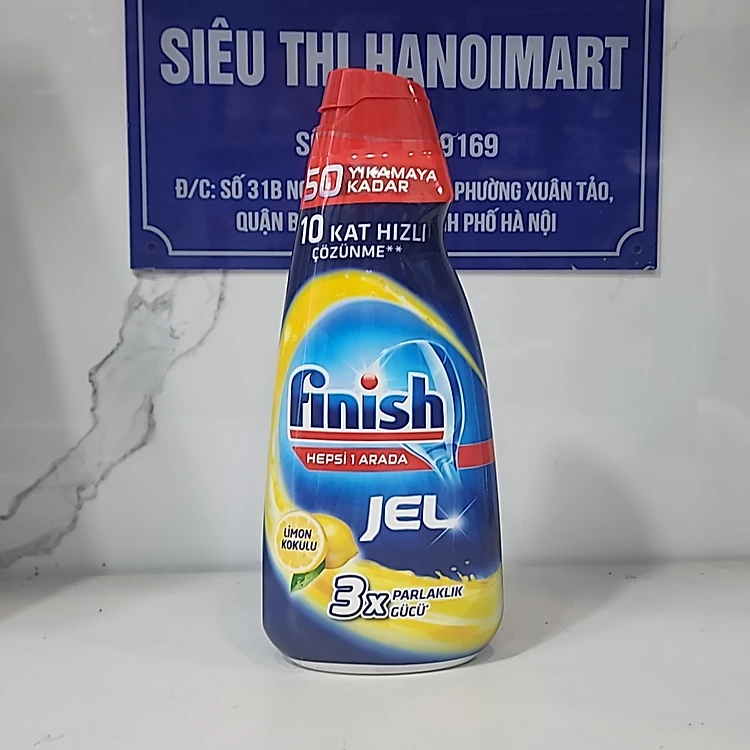 SIÊU THỊ HANOIMART
9169
Đ/C: SỐ 31B PHƯỜNG XUÂN TẢO,
QUẬN PHỐ HÀ NỘI
50 YIKAMAYA
KADAR
10 KAT HIZLI
ÇÖZÜNME**
finish
HEPSİ 1 ARADA
JEL
LİMON
KOKULU
3x PARLAKLIK
GÜCÜ*